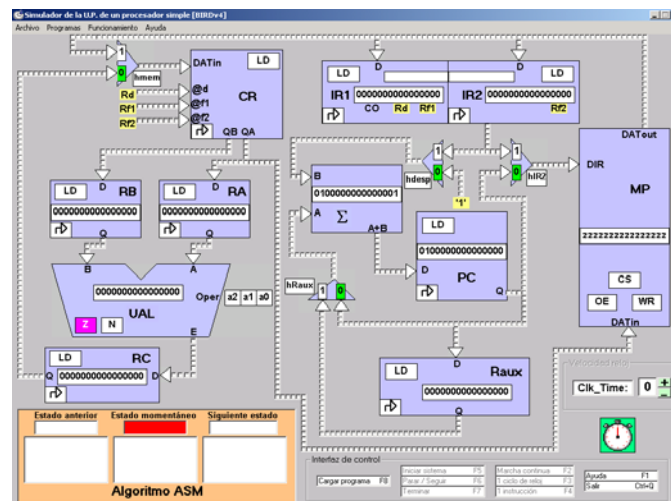 Simulador de la U.P. de un procesador simple [BIRDv4]
Archivo Programas Funcionamiento Ayuda
1
0
hmem
DATin
LD
CR
Rd
@d
Rf1
@f1
Rf2
@f2
QB QA
D
D
LD
IR1
0000000000000000
CO Rd Rf1
LD
IR2
0000000000000000
Rf2
DATout
DIR
MP
ZZZZZZZZZZZZZZZZ
CS
OE WR
DATin
1
0
hdesp
'1'
1
0
hIR2
B
0100000000000001
A
Σ
A+B
LD
0100000000000000
D
PC
Q
D
LD RB
0000000000000000
Q
D
LD RA
0000000000000000
Q
B
A
0000000000000000
Oper a2 a1 a0
UAL
Z N
E
hRaux
1 0
LD RC
Q 0000000000000000 D
D
LD Raux
0000000000000000
Q
Velocidad reloj
Clk_Time: 0 + -
Estado anterior Estado momentáneo Siguiente estado
Algoritmo ASM
Interfaz de control
Cargar programa F8
Iniciar sistema F5
Parar / Seguir F6
Terminar F7
Marcha continua F2
1 ciclo de reloj F3
1 instrucción F4
Ayuda F1
Salir Ctrl+Q